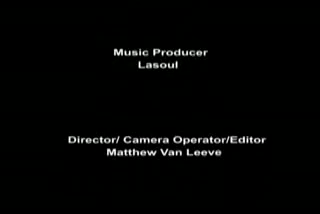 Music Producer
Lasoul
Director/ Camera Operator/Editor
Matthew Van Leeve